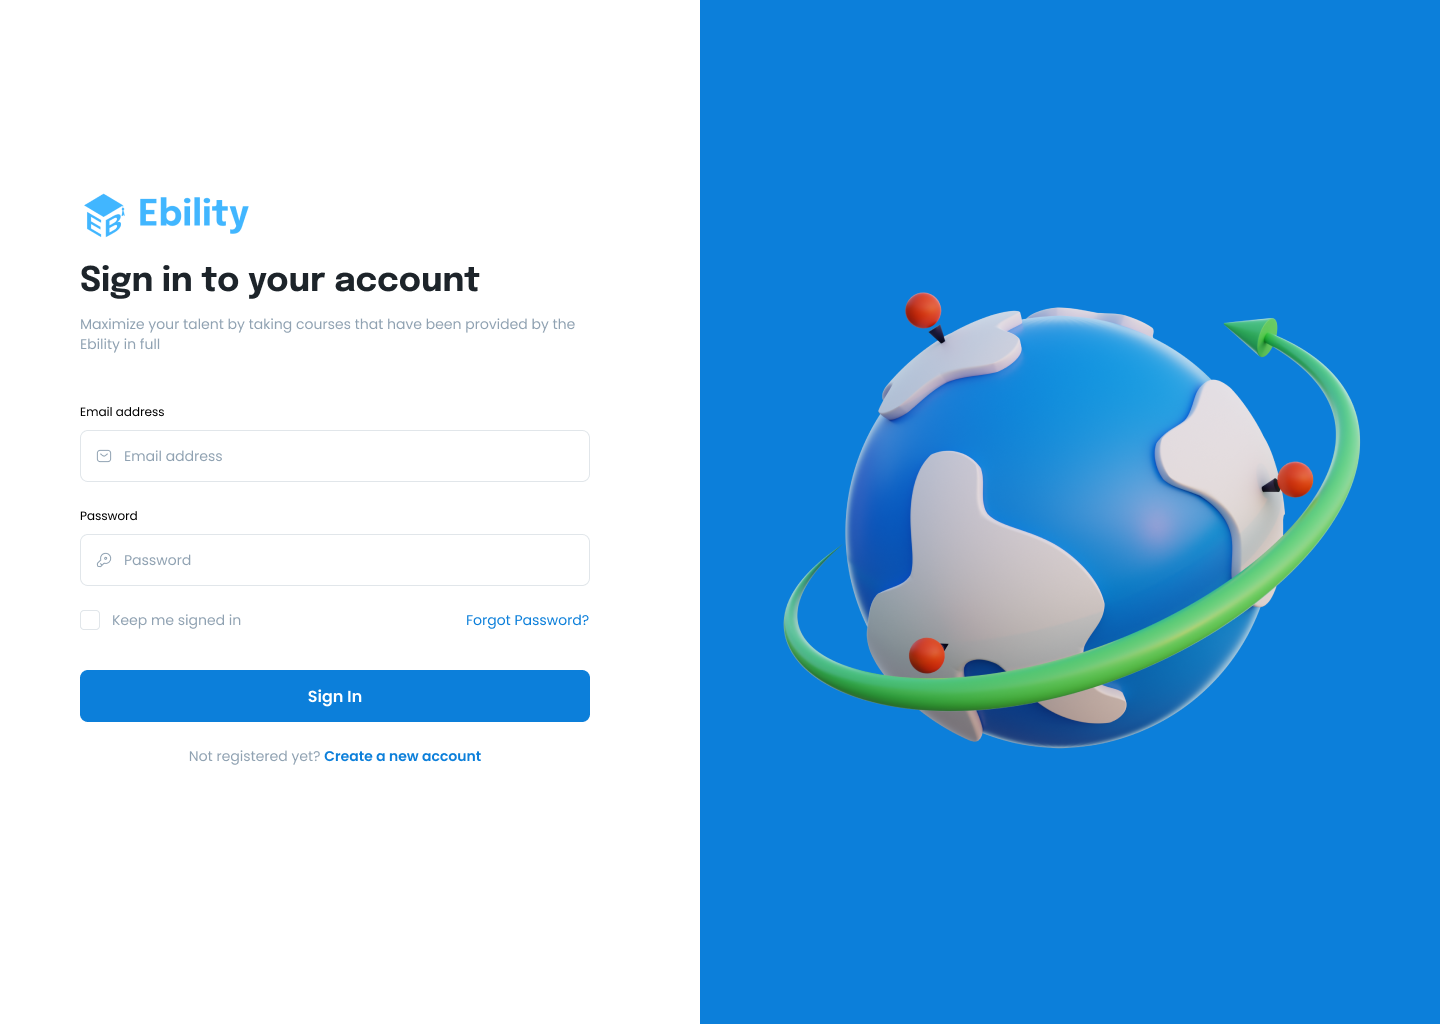 EB
Ebility
Sign in to your account
Maximize your talent by taking courses that have been provided by the
Ebility in full
Email address
Email address
Password
Password
Keep me signed in
Forgot Password?
Sign In
Not registered yet? Create a new account